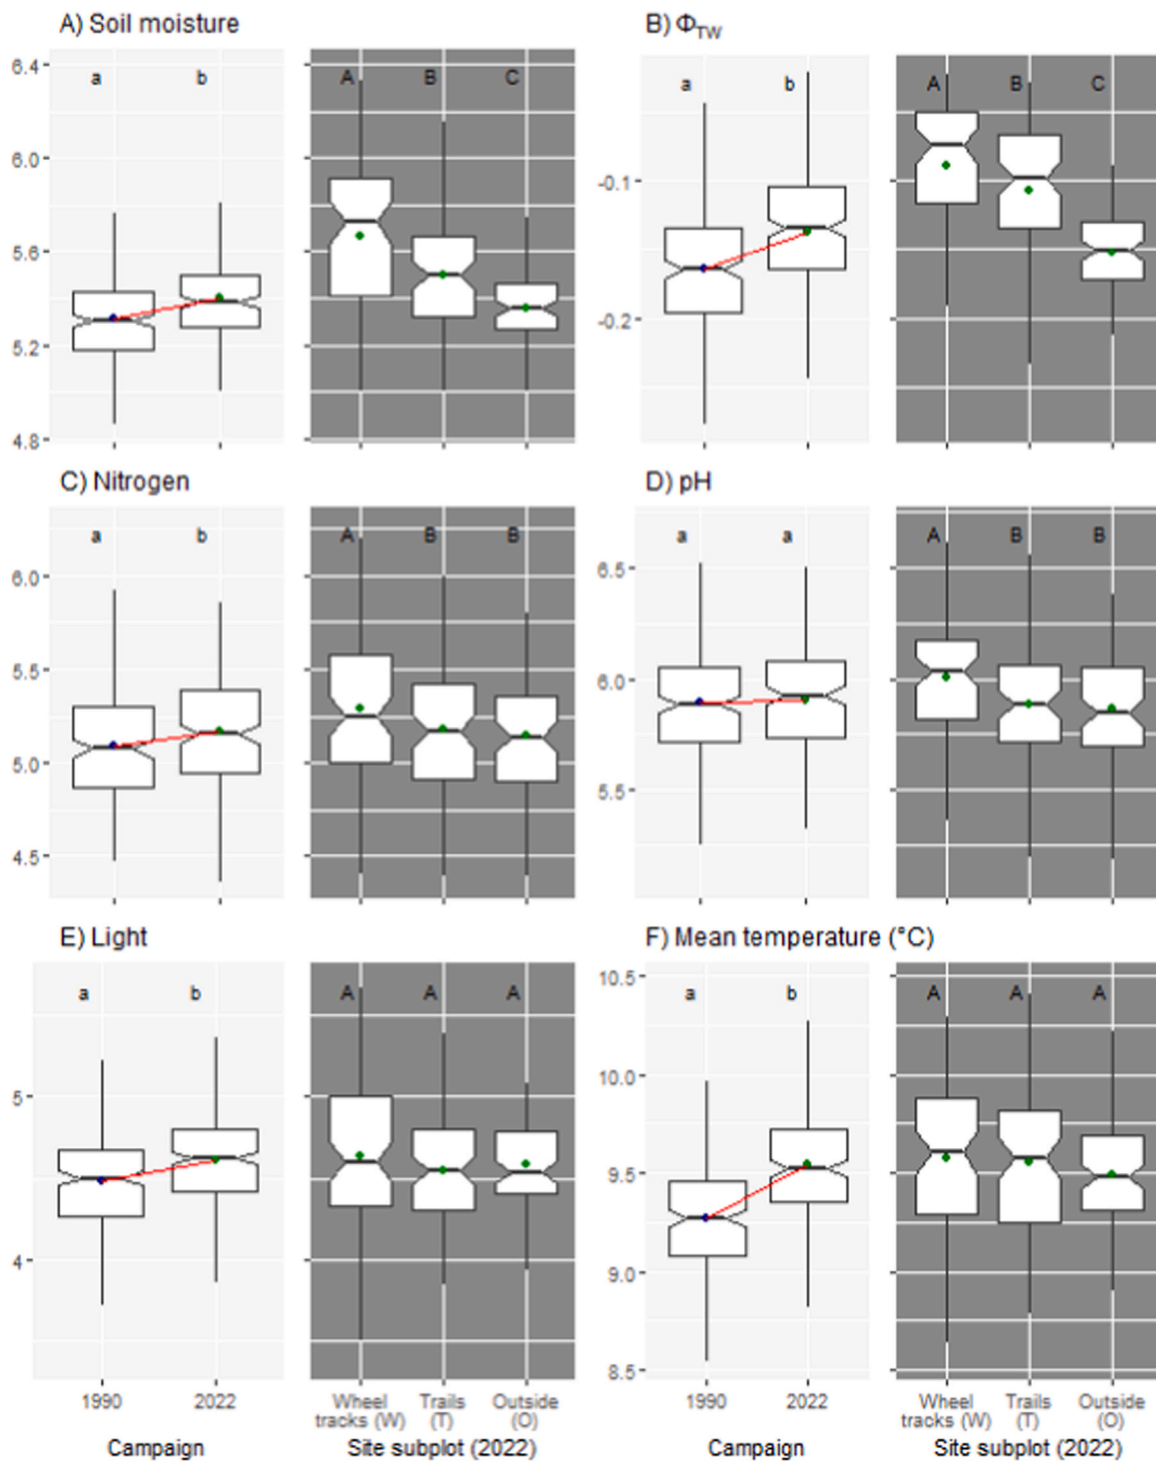 A) Soil moisture
6.4
6.0
5.6
5.2
4.8
a b
A B C
B) Φ_TW
-0.1
-0.2
a b
A B C
C) Nitrogen
6.0
5.5
5.0
4.5
a b
A B B
D) pH
6.5
6.0
5.5
a a
A B B
E) Light
5
4
a b
A A A
1990 2022
Campaign
Wheel Trails Outside
tracks (W) (T) (O)
Site subplot (2022)
F) Mean temperature (°C)
10.5
10.0
9.5
9.0
8.5
a b
A A A
1990 2022
Campaign
Wheel Trails Outside
tracks (W) (T) (O)
Site subplot (2022)